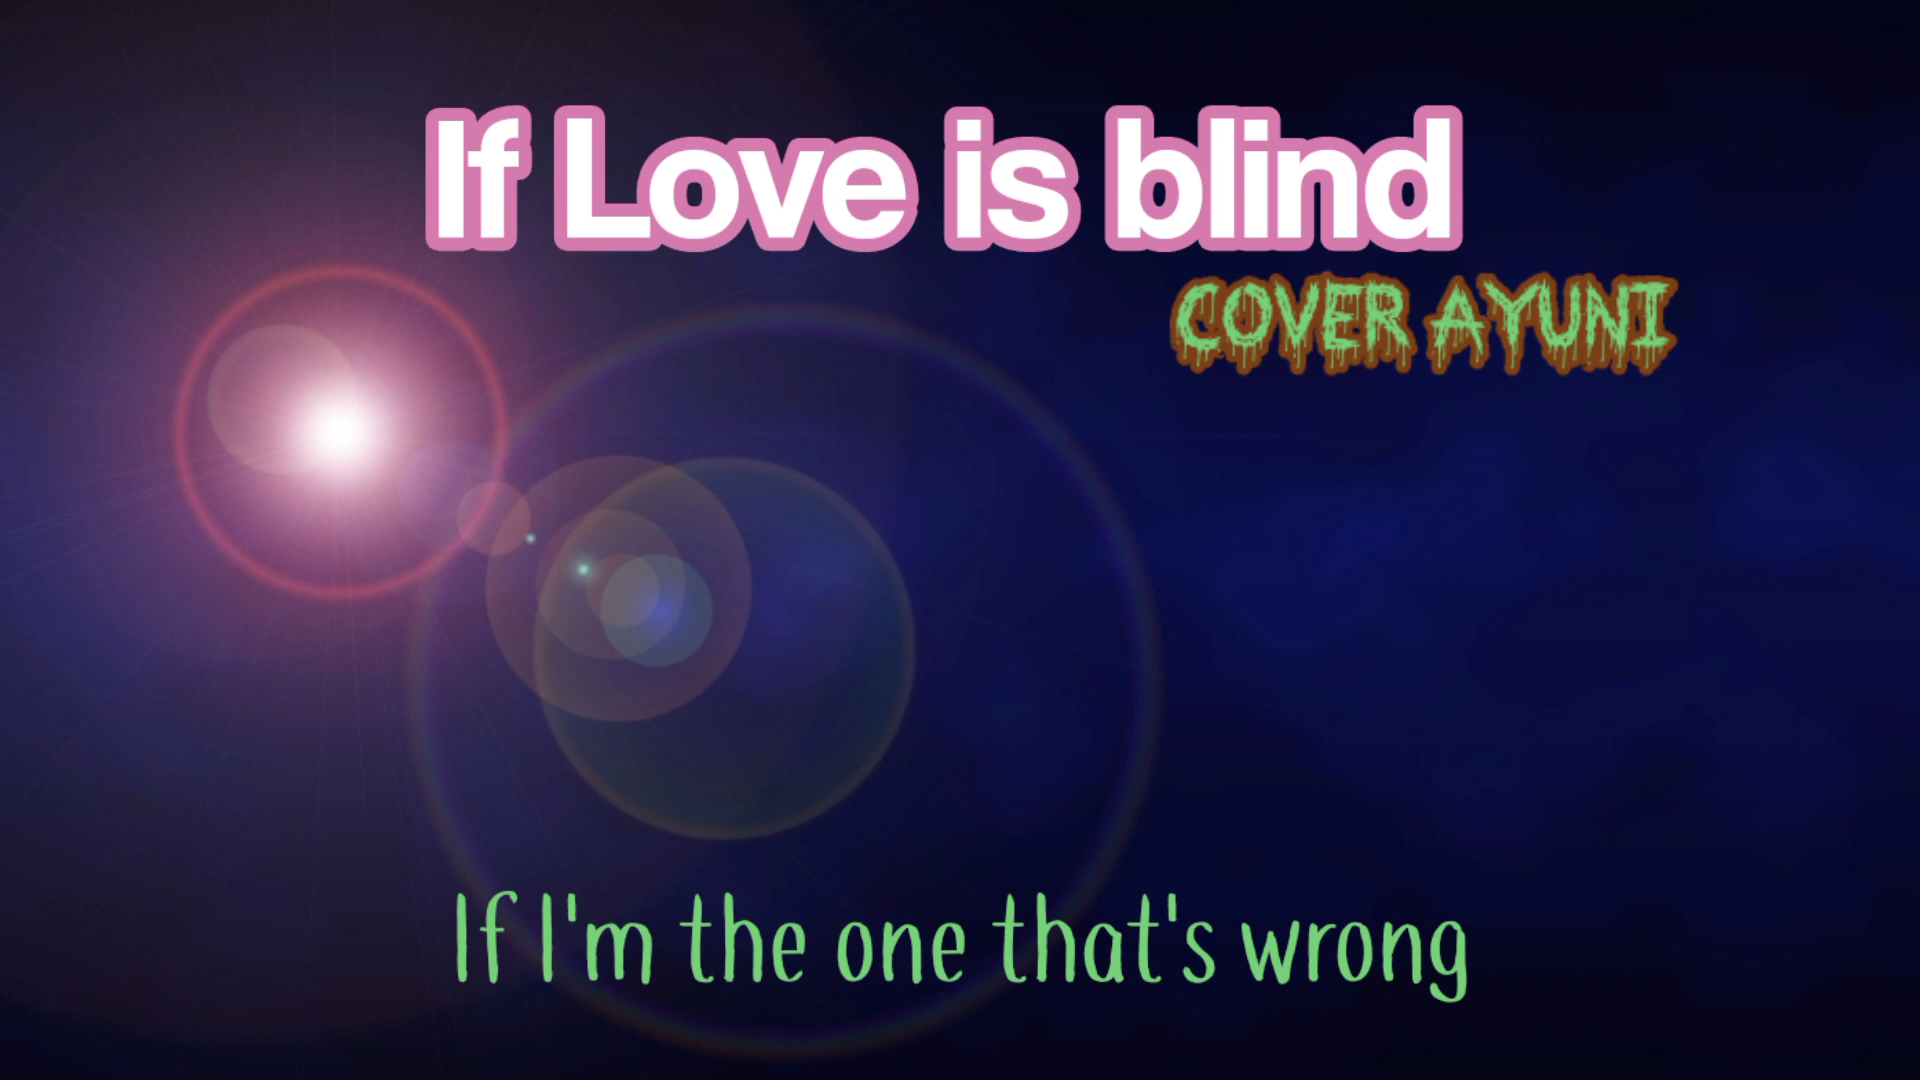 If Love is blind
COVER AYUNI
If I'm the one that's wrong